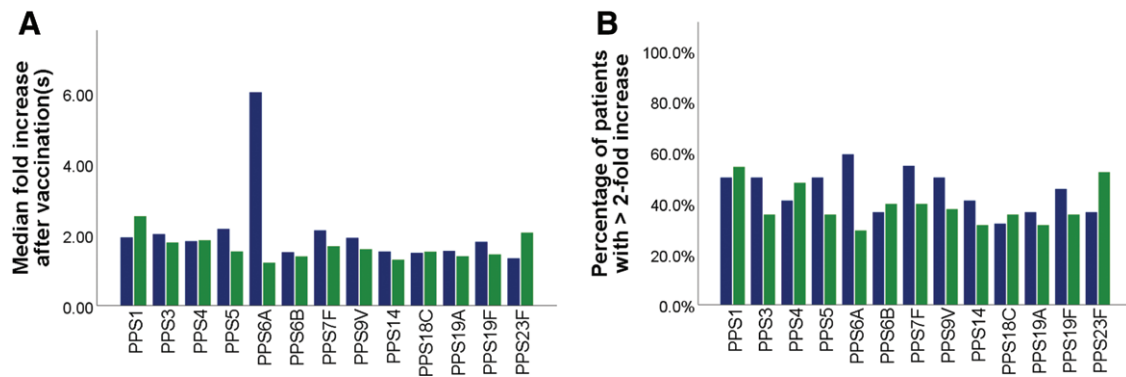 A
Median fold increase
after vaccination(s)
6.00
4.00
2.00
0.00
PPS1
PPS3
PPS4
PPS5
PPS6A
PPS6B
PPS7F
PPS9V
PPS14
PPS18C
PPS19A
PPS19F
PPS23F
B
Percentage of patients
with > 2-fold increase
100.0%
80.0%
60.0%
40.0%
20.0%
0.0%
PPS1
PPS3
PPS4
PPS5
PPS6A
PPS6B
PPS7F
PPS9V
PPS14
PPS18C
PPS19A
PPS19F
PPS23F